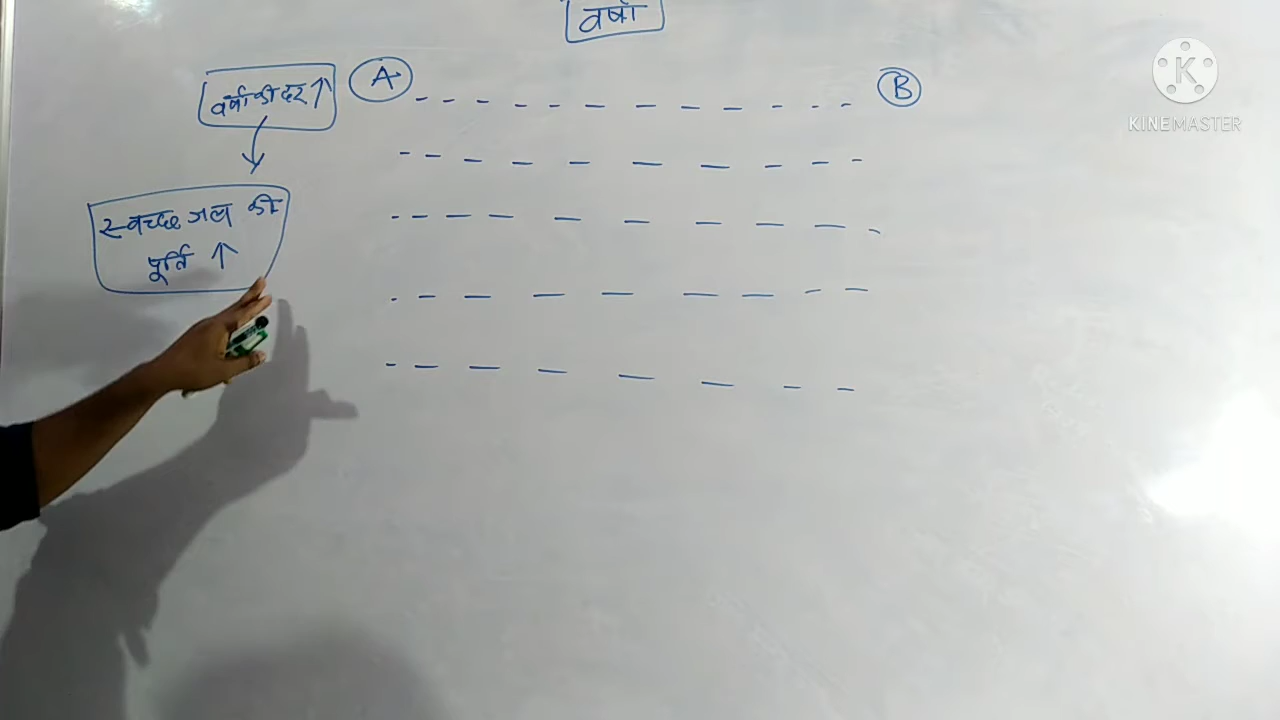 वर्षा
वर्षा की दर ↑
A
B
स्वच्छ जल की
पूर्ति ↑
K
KINEMASTER